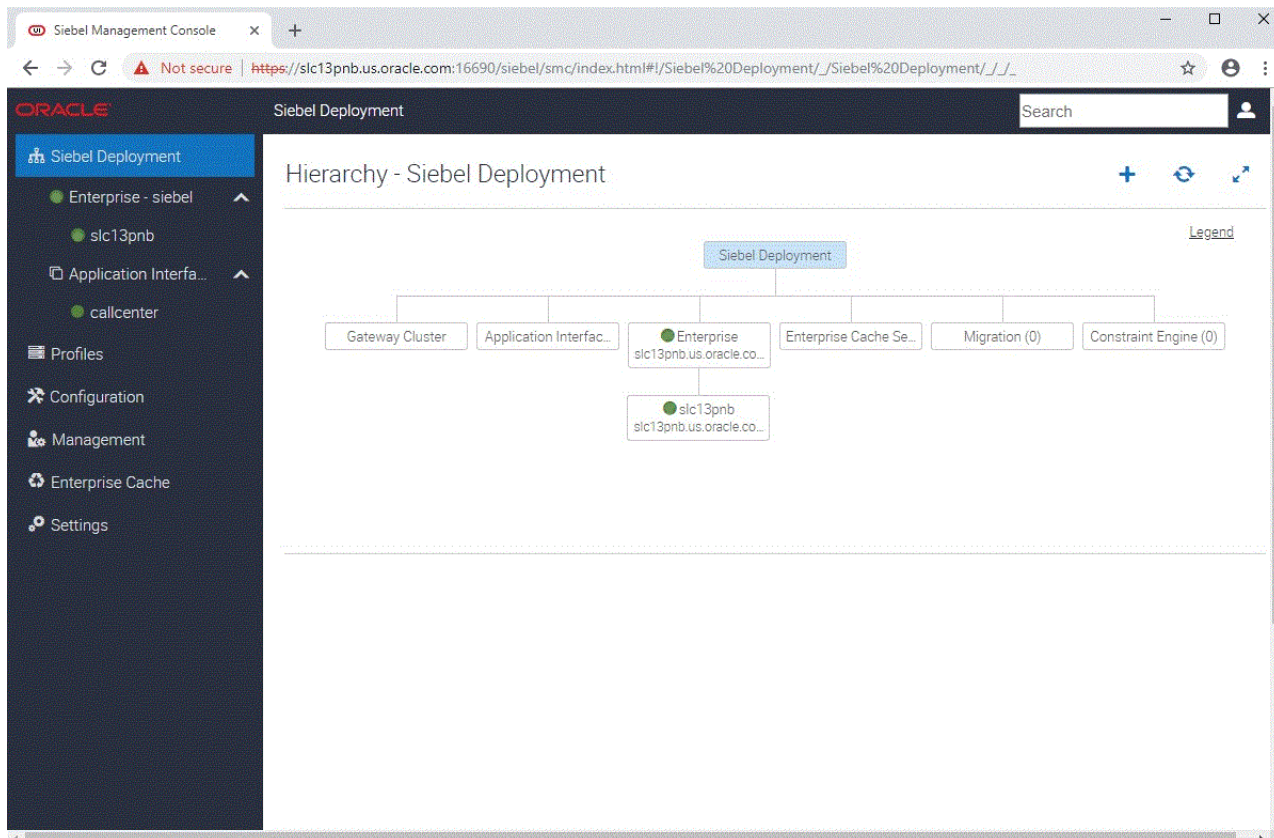 Siebel Management Console
Not secure | https://slc13pnb.us.oracle.com:16690/siebel/smc/index.html#!/Siebel%20Deployment/_/Siebel%20Deployment/_/_/_
ORACLE
Siebel Deployment
Search
Siebel Deployment
Enterprise - siebel
slc13pnb
Application Interfa...
callcenter
Profiles
Configuration
Management
Enterprise Cache
Settings
Hierarchy - Siebel Deployment
Legend
Siebel Deployment
Gateway Cluster
Application Interfac...
Enterprise
slc13pnb.us.oracle.co...
Enterprise Cache Se...
Migration (0)
Constraint Engine (0)
slc13pnb
slc13pnb.us.oracle.co...